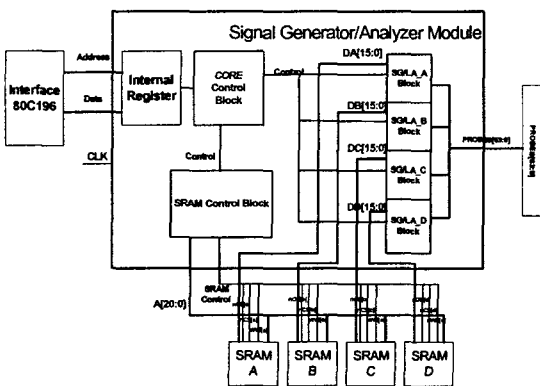 Signal Generator/Analyzer Module
Interface
80C196
Address
Data
CLK
Internal
Register
CORE
Control
Block
Control
Control
SRAM Control Block
DA[15:0]
DB[15:0]
DC[15:0]
DD[15:0]
SG/LA_A
Block
SG/LA_B
Block
SG/LA_C
Block
SG/LA_D
Block
A[20:0]
SRAM
Control
SRAM
A
SRAM
B
SRAM
C
SRAM
D